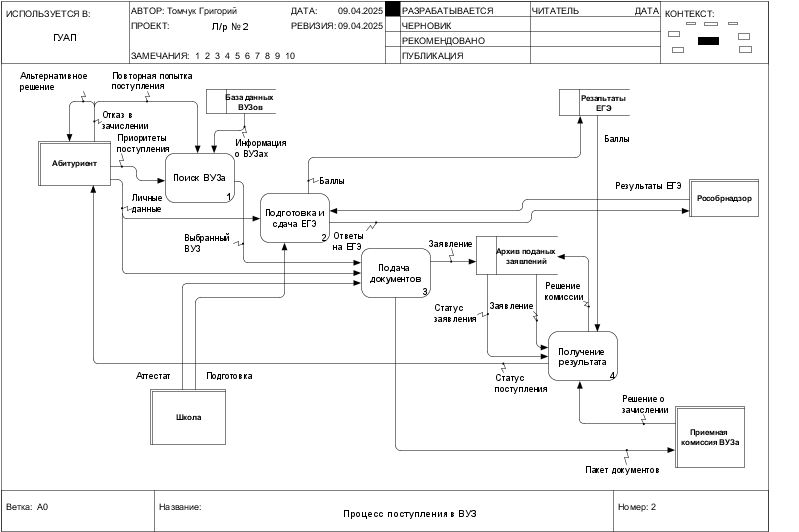 ИСПОЛЬЗУЕТСЯ В:
ГУАП
АВТОР: Томчук Григорий
ДАТА: 09.04.2025
ПРОЕКТ: Л/р № 2
РЕВИЗИЯ: 09.04.2025
ЗАМЕЧАНИЯ: 1 2 3 4 5 6 7 8 9 10
РАЗРАБАТЫВАЕТСЯ
ЧЕРНОВИК
РЕКОМЕНДОВАНО
ПУБЛИКАЦИЯ
ЧИТАТЕЛЬ
ДАТА
КОНТЕКСТ:
Альтернативное
решение
Повторная попытка
поступления
База данных
ВУЗов
Резальтаты
ЕГЭ
Отказ в
зачислении
Приоритеты
поступления
Информация
о ВУЗах
Баллы
Абитуриент
Поиск ВУЗа
1
Баллы
Результаты ЕГЭ
Рособрнадзор
Личные
данные
Подготовка и
сдача ЕГЭ
2
Выбранный
ВУЗ
Ответы
на ЕГЭ
Заявление
Архив поданых
заявлений
Подача
документов
3
Решение
комиссии
Статус
заявления
Заявление
Получение
результата
4
Аттестат
Подготовка
Статус
поступления
Школа
Решение о
зачислении
Приемная
комиссия ВУЗа
Пакет документов
Ветка: А0
Название:
Процесс поступления в ВУЗ
Номер: 2